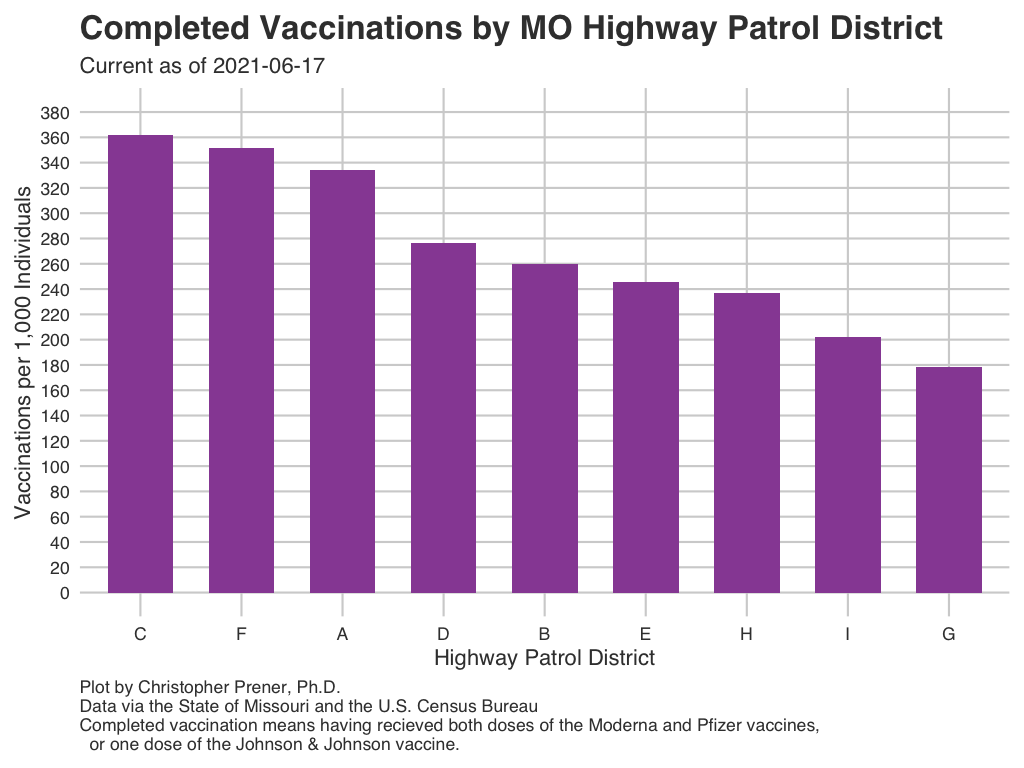 Completed Vaccinations by MO Highway Patrol District
Current as of 2021-06-17
Vaccinations per 1,000 Individuals
380
360
340
320
300
280
260
240
220
200
180
160
140
120
100
80
60
40
20
0
C F A D B E H I G
Highway Patrol District
Plot by Christopher Prener, Ph.D.
Data via the State of Missouri and the U.S. Census Bureau
Completed vaccination means having recieved both doses of the Moderna and Pfizer vaccines,
or one dose of the Johnson & Johnson vaccine.